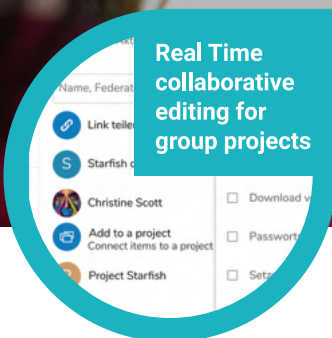 Real Time
collaborative
editing for
group projects
Name, Federat
Link teile
S
Starfish
Christine Scott
Download
Add to a project
Connect items to a project
Passwort
Project Starfish
Setz